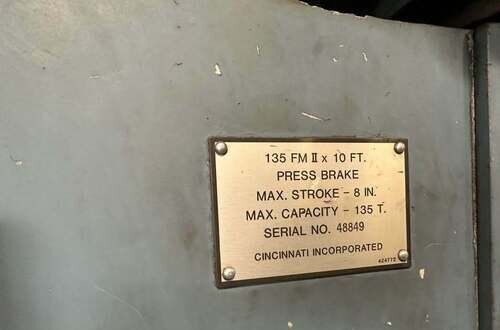 135 FM II x 10 FT.
PRESS BRAKE
MAX. STROKE - 8 IN.
MAX. CAPACITY - 135 T.
SERIAL NO. 48849
CINCINNATI INCORPORATED
424772